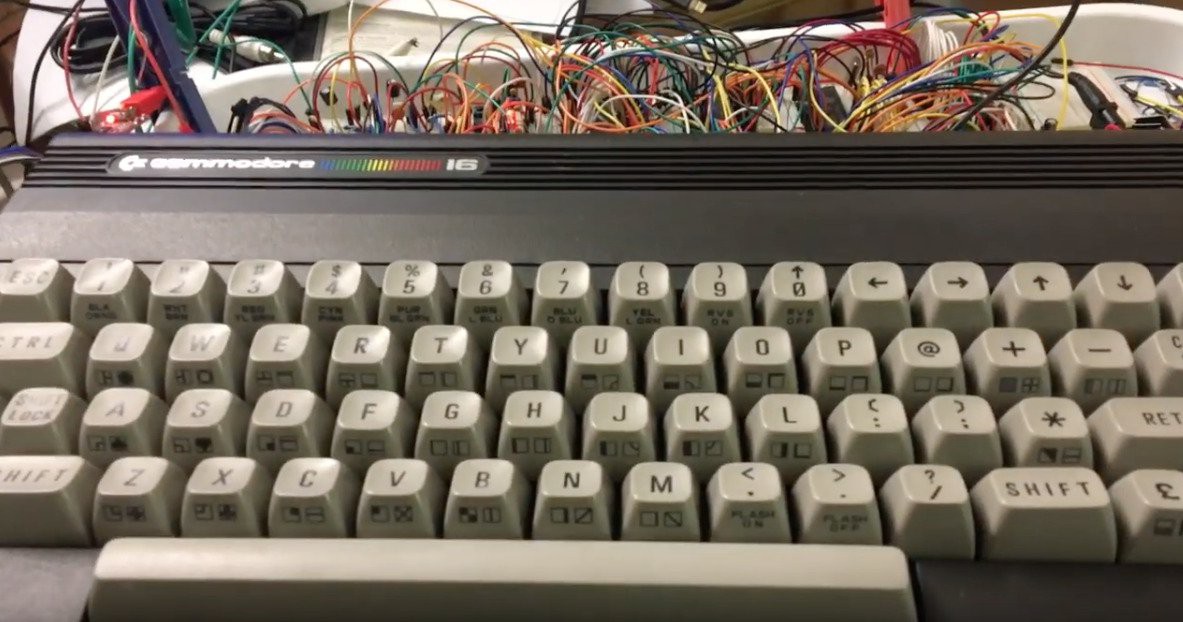 commodore 16
ESC ! 1 " 2 # 3 $ 4 % 5 & 6 ' 7 ( 8 ) 9 ↑ 0 ← → ↑ ↓
BLK ORNG WHT BRN RED YL GRN CYN PINK PUR BL GRN GRN L BLU BLU D BLU YEL L GRN RVS ON RVS OFF
CTRL Q W E R T Y U I O P @ + − C
SHIFT LOCK A S D F G H J K L [ : ] ; * RET
SHIFT Z X C V B N M < , > . ? / SHIFT £
FLASH ON FLASH OFF